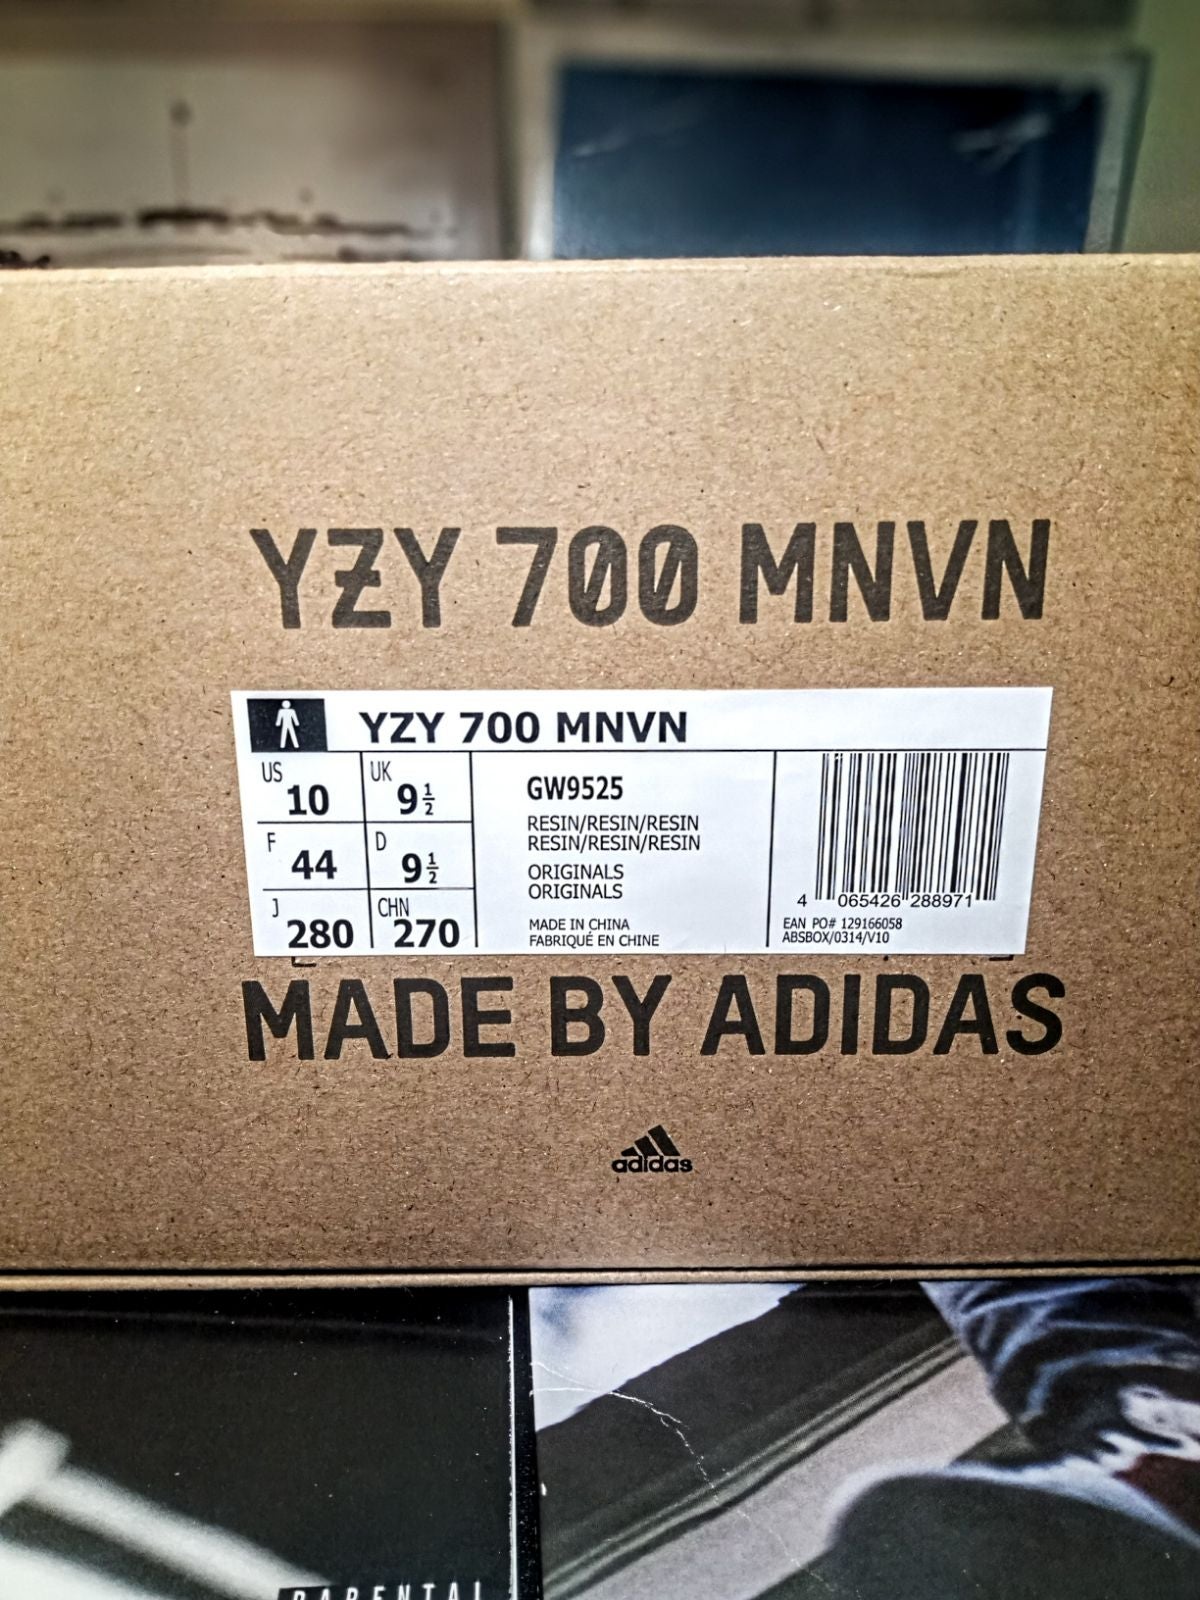 YZY 700 MNVN
YZY 700 MNVN
US 10 UK 9 1/2
F 44 D 9 1/2
J 280 CHN 270
GW9525
RESIN/RESIN/RESIN
RESIN/RESIN/RESIN
ORIGINALS
ORIGINALS
MADE IN CHINA
FABRIQUÉ EN CHINE
4 065426 288971
EAN PO# 129166058
ABSBOX/0314/V10
MADE BY ADIDAS
adidas
PARENTAL